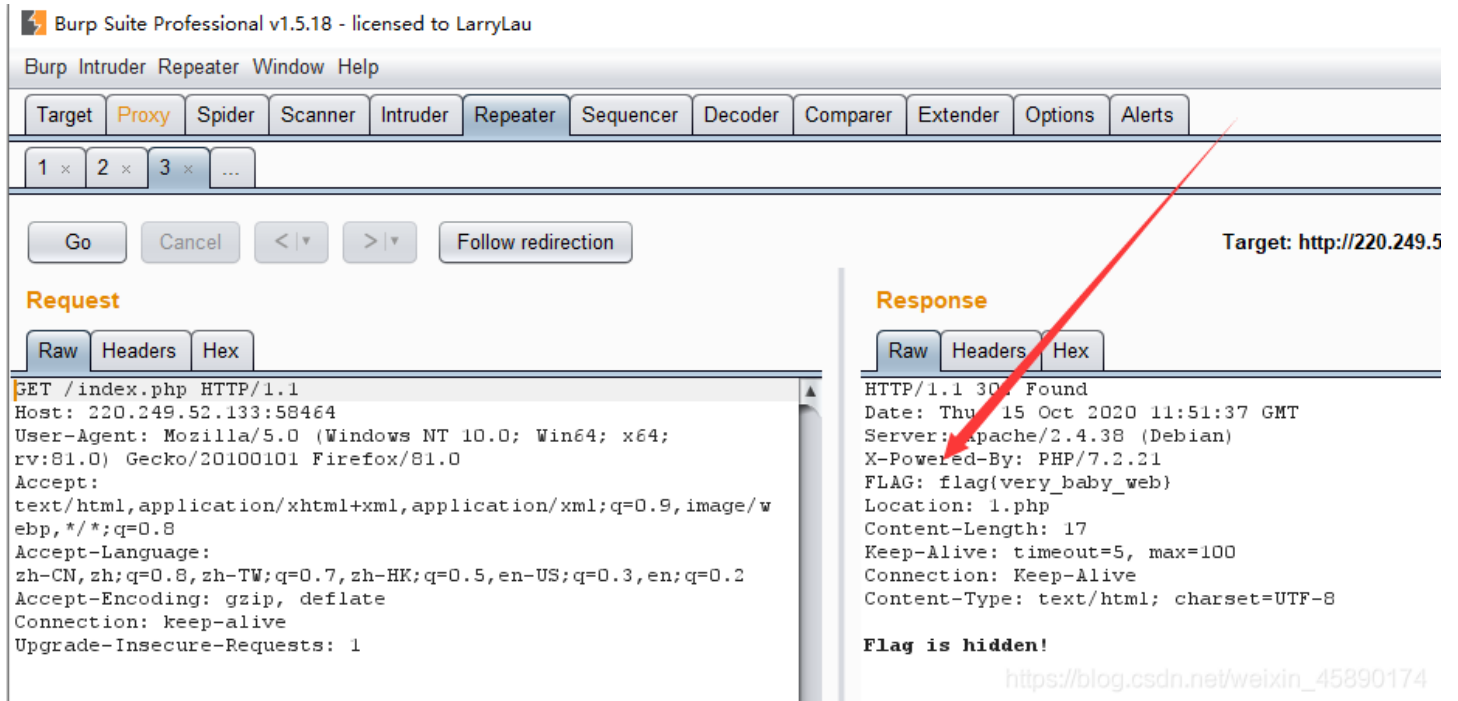 Burp Suite Professional v1.5.18 - licensed to LarryLau
Burp Intruder Repeater Window Help
Target Proxy Spider Scanner Intruder Repeater Sequencer Decoder Comparer Extender Options Alerts
1 × 2 × 3 × ...
Go Cancel < > Follow redirection Target: http://220.249.5
Request
Raw Headers Hex
GET /index.php HTTP/1.1
Host: 220.249.52.133:58464
User-Agent: Mozilla/5.0 (Windows NT 10.0; Win64; x64;
rv:81.0) Gecko/20100101 Firefox/81.0
Accept:
text/html,application/xhtml+xml,application/xml;q=0.9,image/w
ebp,*/*;q=0.8
Accept-Language:
zh-CN,zh;q=0.8,zh-TW;q=0.7,zh-HK;q=0.5,en-US;q=0.3,en;q=0.2
Accept-Encoding: gzip, deflate
Connection: keep-alive
Upgrade-Insecure-Requests: 1
Response
Raw Headers Hex
HTTP/1.1 302 Found
Date: Thu, 15 Oct 2020 11:51:37 GMT
Server: Apache/2.4.38 (Debian)
X-Powered-By: PHP/7.2.21
FLAG: flag{very_baby_web}
Location: 1.php
Content-Length: 17
Keep-Alive: timeout=5, max=100
Connection: Keep-Alive
Content-Type: text/html; charset=UTF-8
Flag is hidden!
https://blog.csdn.net/weixin_45890174